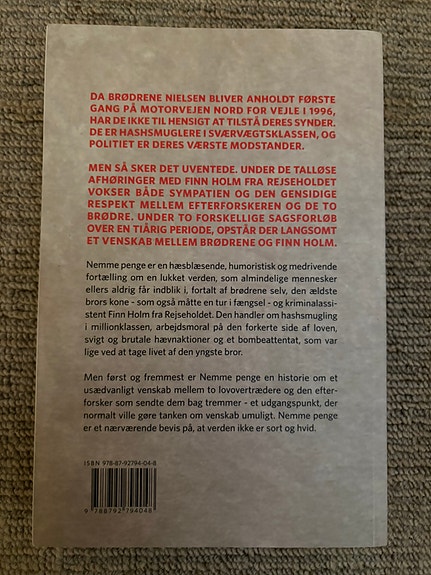 DA BRØDRENE NIELSEN BLIVER ANHOLDT FØRSTE
GANG PÅ MOTORVEJEN NORD FOR VEJLE I 1996,
HAR DE IKKE TIL HENSIGT AT TILSTÅ DERES SYNDER.
DE ER HASHSMUGLERE I SVÆRVÆGTSKLASSEN, OG
POLITIET ER DERES VÆRSTE MODSTANDER.
MEN SÅ SKER DET UVENTEDE. UNDER DE TALLØSE
AFHØRINGER MED FINN HOLM FRA REJSEHOLDET
VOKSER BÅDE SYMPATIEN OG DEN GENSIDIGE
RESPEKT MELLEM EFTERFORSKEREN OG DE TO
BRØDRE. UNDER TO FORSKELLIGE SAGSFORLØB
OVER EN TIÅRIG PERIODE, OPSTÅR DER LANGSOMT
ET VENSKAB MELLEM BRØDRENE OG FINN HOLM.
Nemme penge er en hæsblæsende, humoristisk og medrivende
fortælling om en lukket verden, som almindelige mennesker
ellers aldrig får indblik i, fortalt af brødrene selv, den ældste
brors kone - som også måtte en tur i fængsel - og kriminalassi-
stent Finn Holm fra Rejseholdet. Den handler om hashsmugling
i millionklassen, arbejdsmoral på den forkerte side af loven,
svigt og brutale hævnaktioner og et bombeattentat, som var
lige ved at tage livet af den yngste bror.
Men først og fremmest er Nemme penge en historie om et
usædvanligt venskab mellem to lovovertrædere og den efter-
forsker som sendte dem bag tremmer - et udgangspunkt, der
normalt ville gøre tanken om venskab umuligt. Nemme penge
er et nærværende bevis på, at verden ikke er sort og hvid.
ISBN 978-87-92794-04-8
9 788792 794048